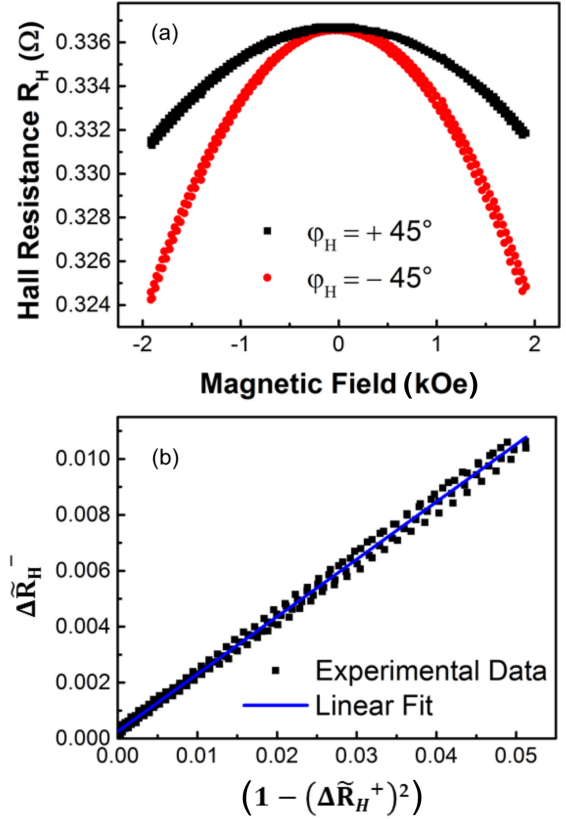 (a)
Hall Resistance R_H (Ω)
0.336
0.334
0.332
0.330
0.328
0.326
0.324
φ_H = + 45°
φ_H = − 45°
-2 -1 0 1 2
Magnetic Field (kOe)
(b)
ΔR̃_H⁻
0.010
0.008
0.006
0.004
0.002
0.000
Experimental Data
Linear Fit
0.00 0.01 0.02 0.03 0.04 0.05
(1 − (ΔR̃_H⁺)²)